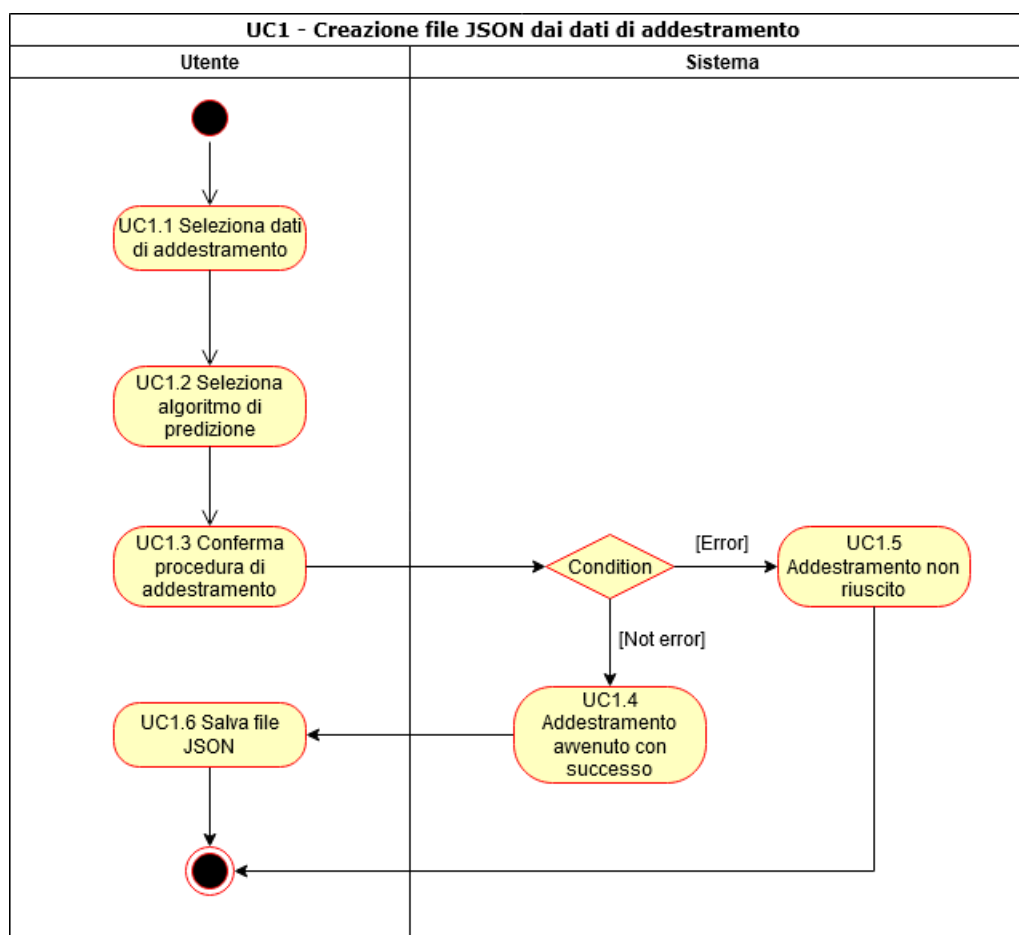 UC1 - Creazione file JSON dai dati di addestramento
Utente
Sistema
UC1.1 Seleziona dati
di addestramento
UC1.2 Seleziona
algoritmo di
predizione
UC1.3 Conferma
procedura di
addestramento
Condition
[Error]
UC1.5
Addestramento non
riuscito
[Not error]
UC1.4
Addestramento
avvenuto con
successo
UC1.6 Salva file
JSON